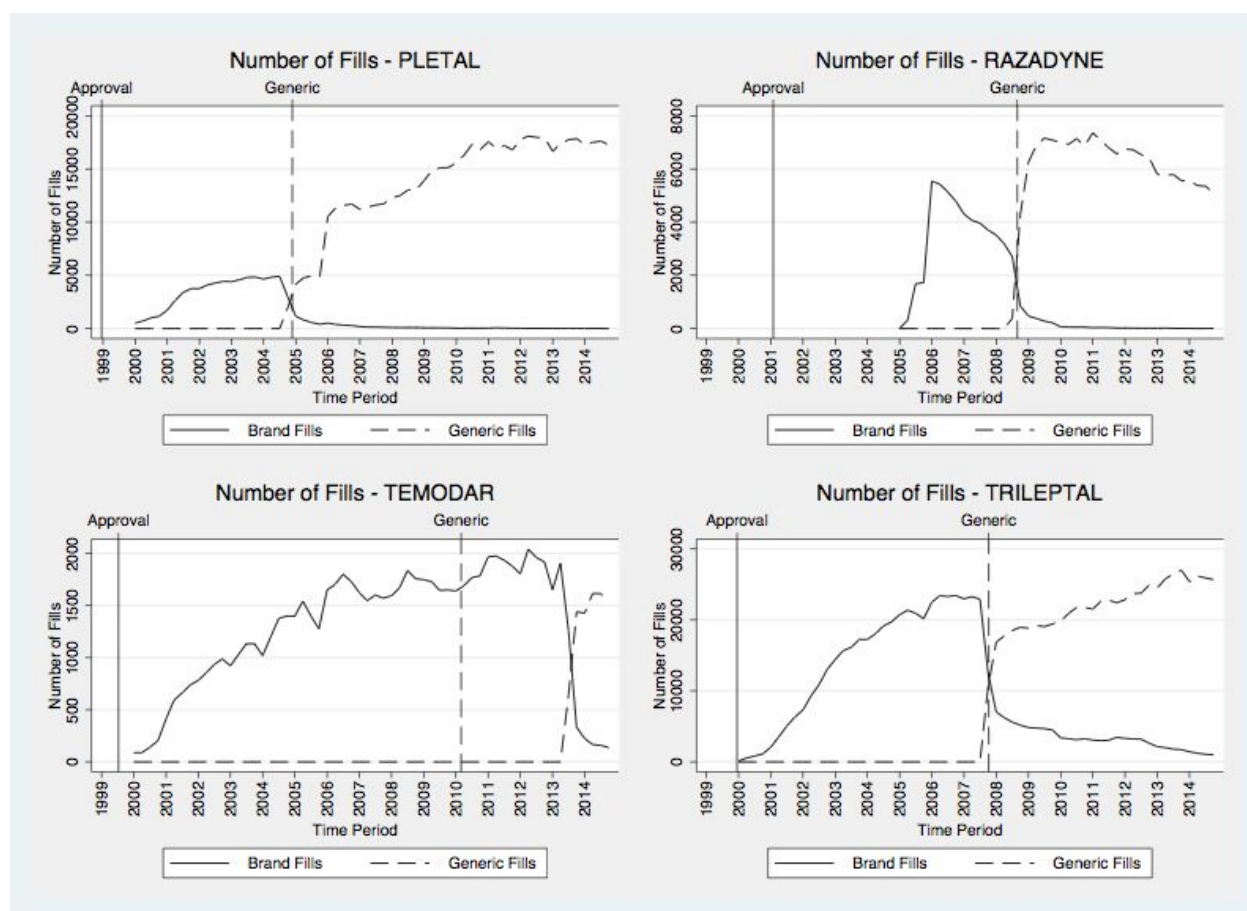 Number of Fills - PLETAL
Approval Generic
Number of Fills
0 5000 10000 15000 20000
1999 2000 2001 2002 2003 2004 2005 2006 2007 2008 2009 2010 2011 2012 2013 2014
Time Period
Brand Fills Generic Fills
Number of Fills - RAZADYNE
Approval Generic
Number of Fills
0 2000 4000 6000 8000
1999 2000 2001 2002 2003 2004 2005 2006 2007 2008 2009 2010 2011 2012 2013 2014
Time Period
Brand Fills Generic Fills
Number of Fills - TEMODAR
Approval Generic
Number of Fills
0 500 1000 1500 2000
1999 2000 2001 2002 2003 2004 2005 2006 2007 2008 2009 2010 2011 2012 2013 2014
Time Period
Brand Fills Generic Fills
Number of Fills - TRILEPTAL
Approval Generic
Number of Fills
0 10000 20000 30000
1999 2000 2001 2002 2003 2004 2005 2006 2007 2008 2009 2010 2011 2012 2013 2014
Time Period
Brand Fills Generic Fills